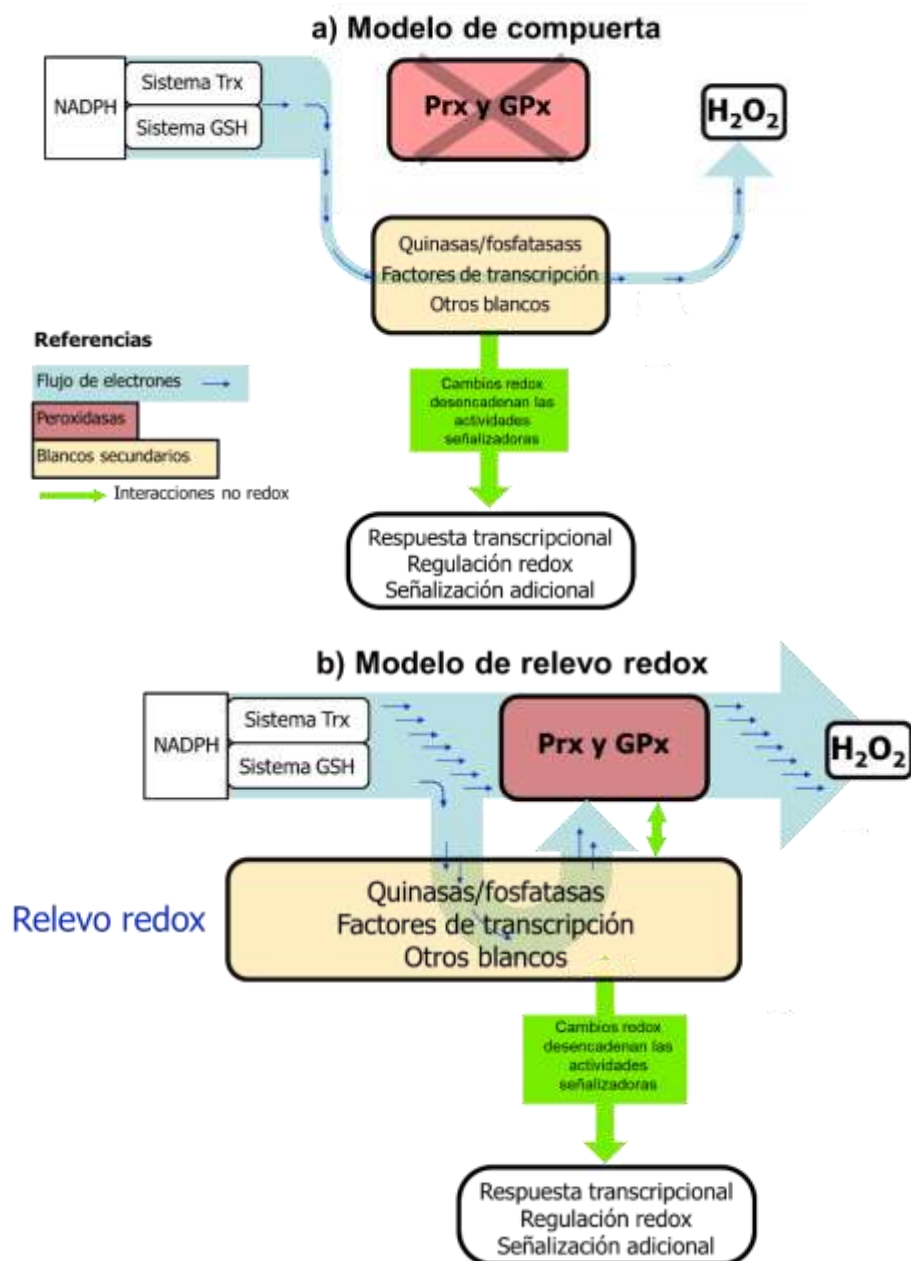 a) Modelo de compuerta
NADPH
Sistema Trx
Sistema GSH
Prx y GPx
H₂O₂
Quinasas/fosfatasass
Factores de transcripción
Otros blancos
Referencias
Flujo de electrones
Peroxidasas
Blancos secundarios
Interacciones no redox
Cambios redox
desencadenan las
actividades
señalizadoras
Respuesta transcripcional
Regulación redox
Señalización adicional
b) Modelo de relevo redox
NADPH
Sistema Trx
Sistema GSH
Prx y GPx
H₂O₂
Relevo redox
Quinasas/fosfatasas
Factores de transcripción
Otros blancos
Cambios redox
desencadenan las
actividades
señalizadoras
Respuesta transcripcional
Regulación redox
Señalización adicional